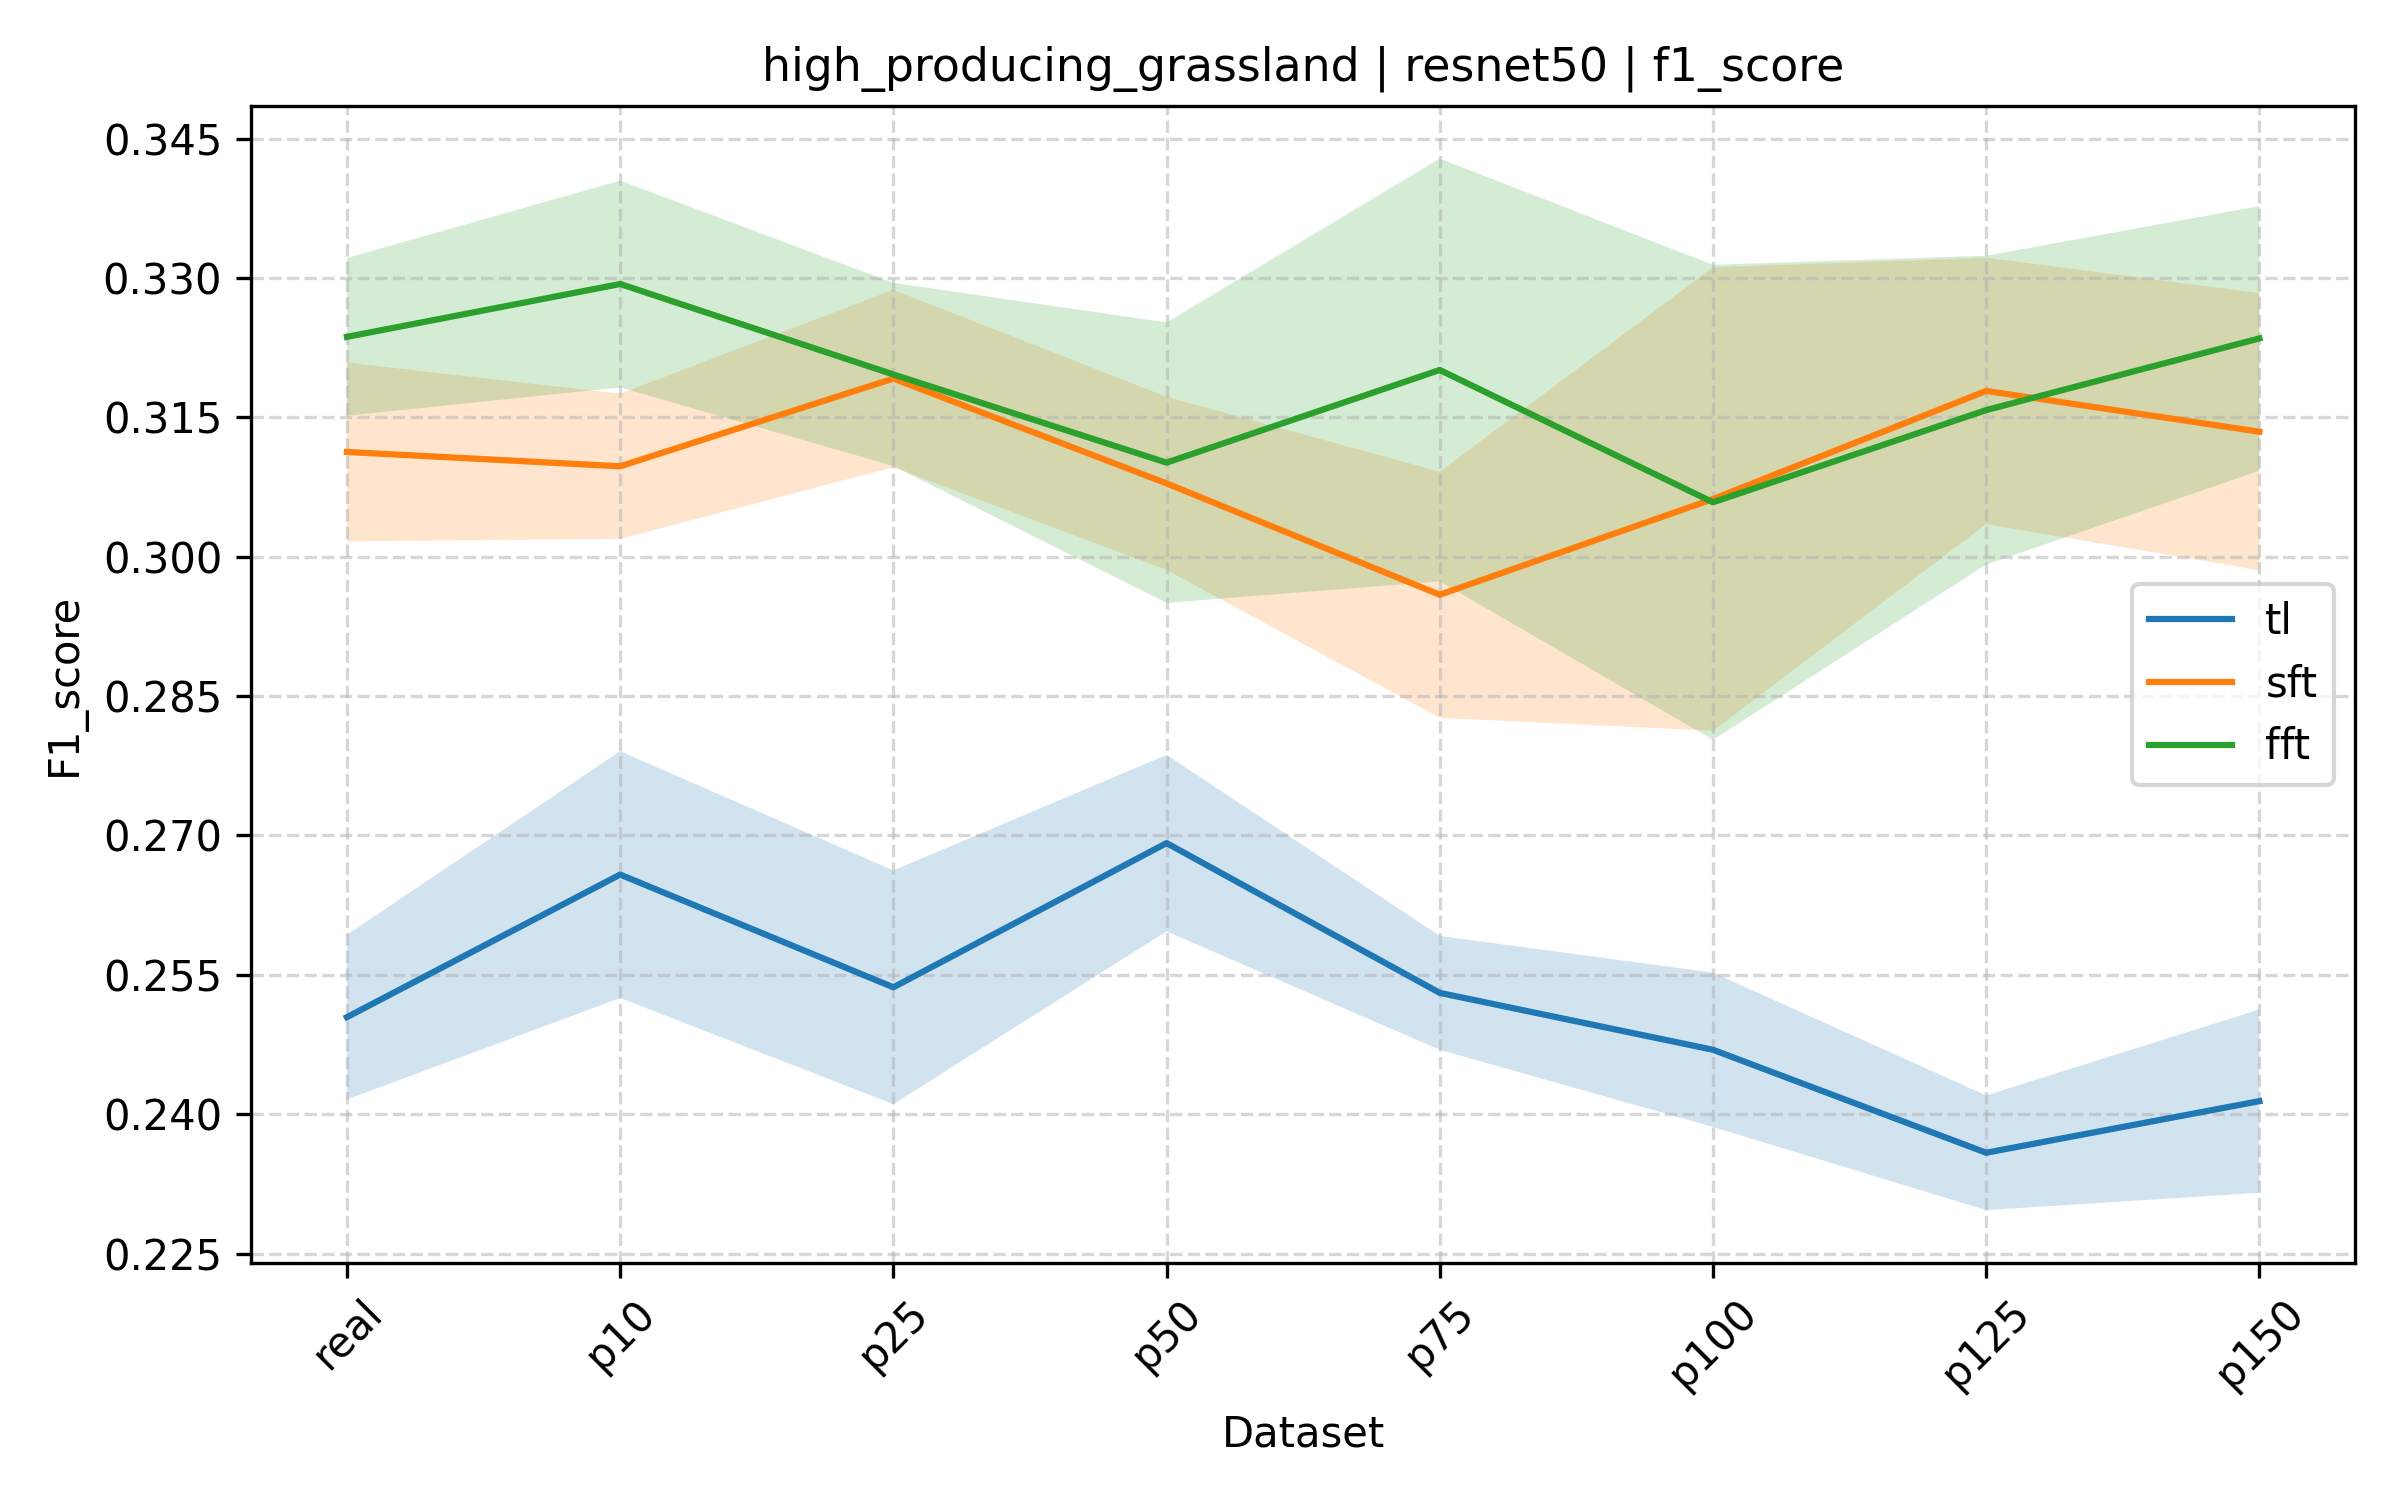 high_producing_grassland | resnet50 | f1_score
F1_score
0.345
0.330
0.315
0.300
0.285
0.270
0.255
0.240
0.225
tl
sft
fft
real
p10
p25
p50
p75
p100
p125
p150
Dataset